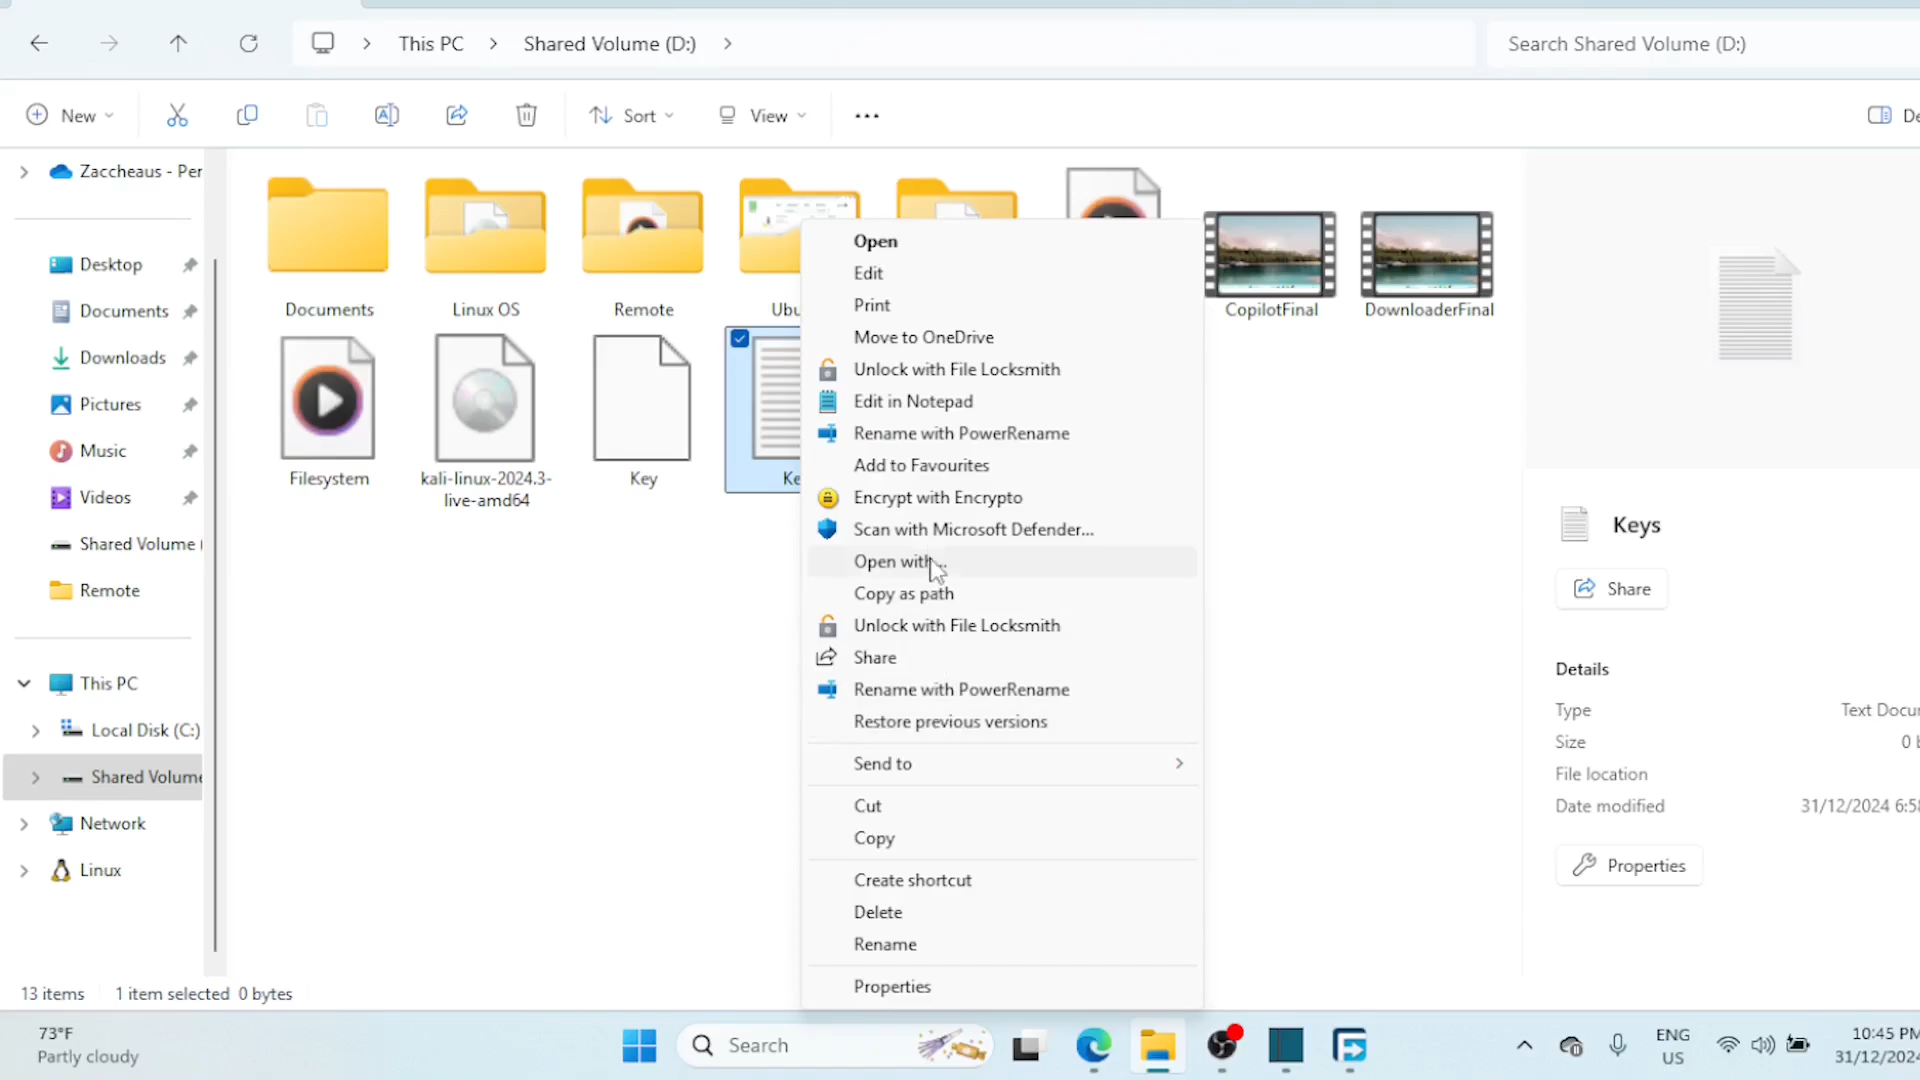 This PC
Shared Volume (D:)
Search Shared Volume (D:)
New
Sort
View
Zaccheaus - Per
Desktop
Documents
Downloads
Pictures
Music
Videos
Shared Volume (
Remote
This PC
Local Disk (C:)
Shared Volume
Network
Linux
Documents
Linux OS
Remote
Ubu
CopilotFinal
DownloaderFinal
Filesystem
kali-linux-2024.3-
live-amd64
Key
Ke
Open
Edit
Print
Move to OneDrive
Unlock with File Locksmith
Edit in Notepad
Rename with PowerRename
Add to Favourites
Encrypt with Encrypto
Scan with Microsoft Defender...
Open with...
Copy as path
Unlock with File Locksmith
Share
Rename with PowerRename
Restore previous versions
Send to
Cut
Copy
Create shortcut
Delete
Rename
Properties
De
Keys
Share
Details
Type Text Docu
Size 0 b
File location
Date modified 31/12/2024 6:58
Properties
13 items 1 item selected 0 bytes
73°F
Partly cloudy
Search
ENG
US
10:45 PM
31/12/2024